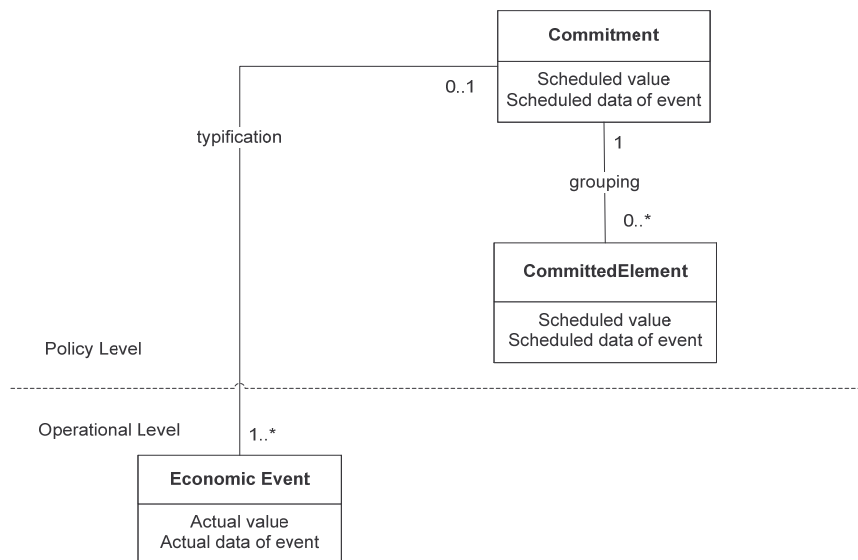 Commitment
Scheduled value
Scheduled data of event
0..1
typification
1
grouping
0..*
CommittedElement
Scheduled value
Scheduled data of event
Policy Level
Operational Level
1..*
Economic Event
Actual value
Actual data of event